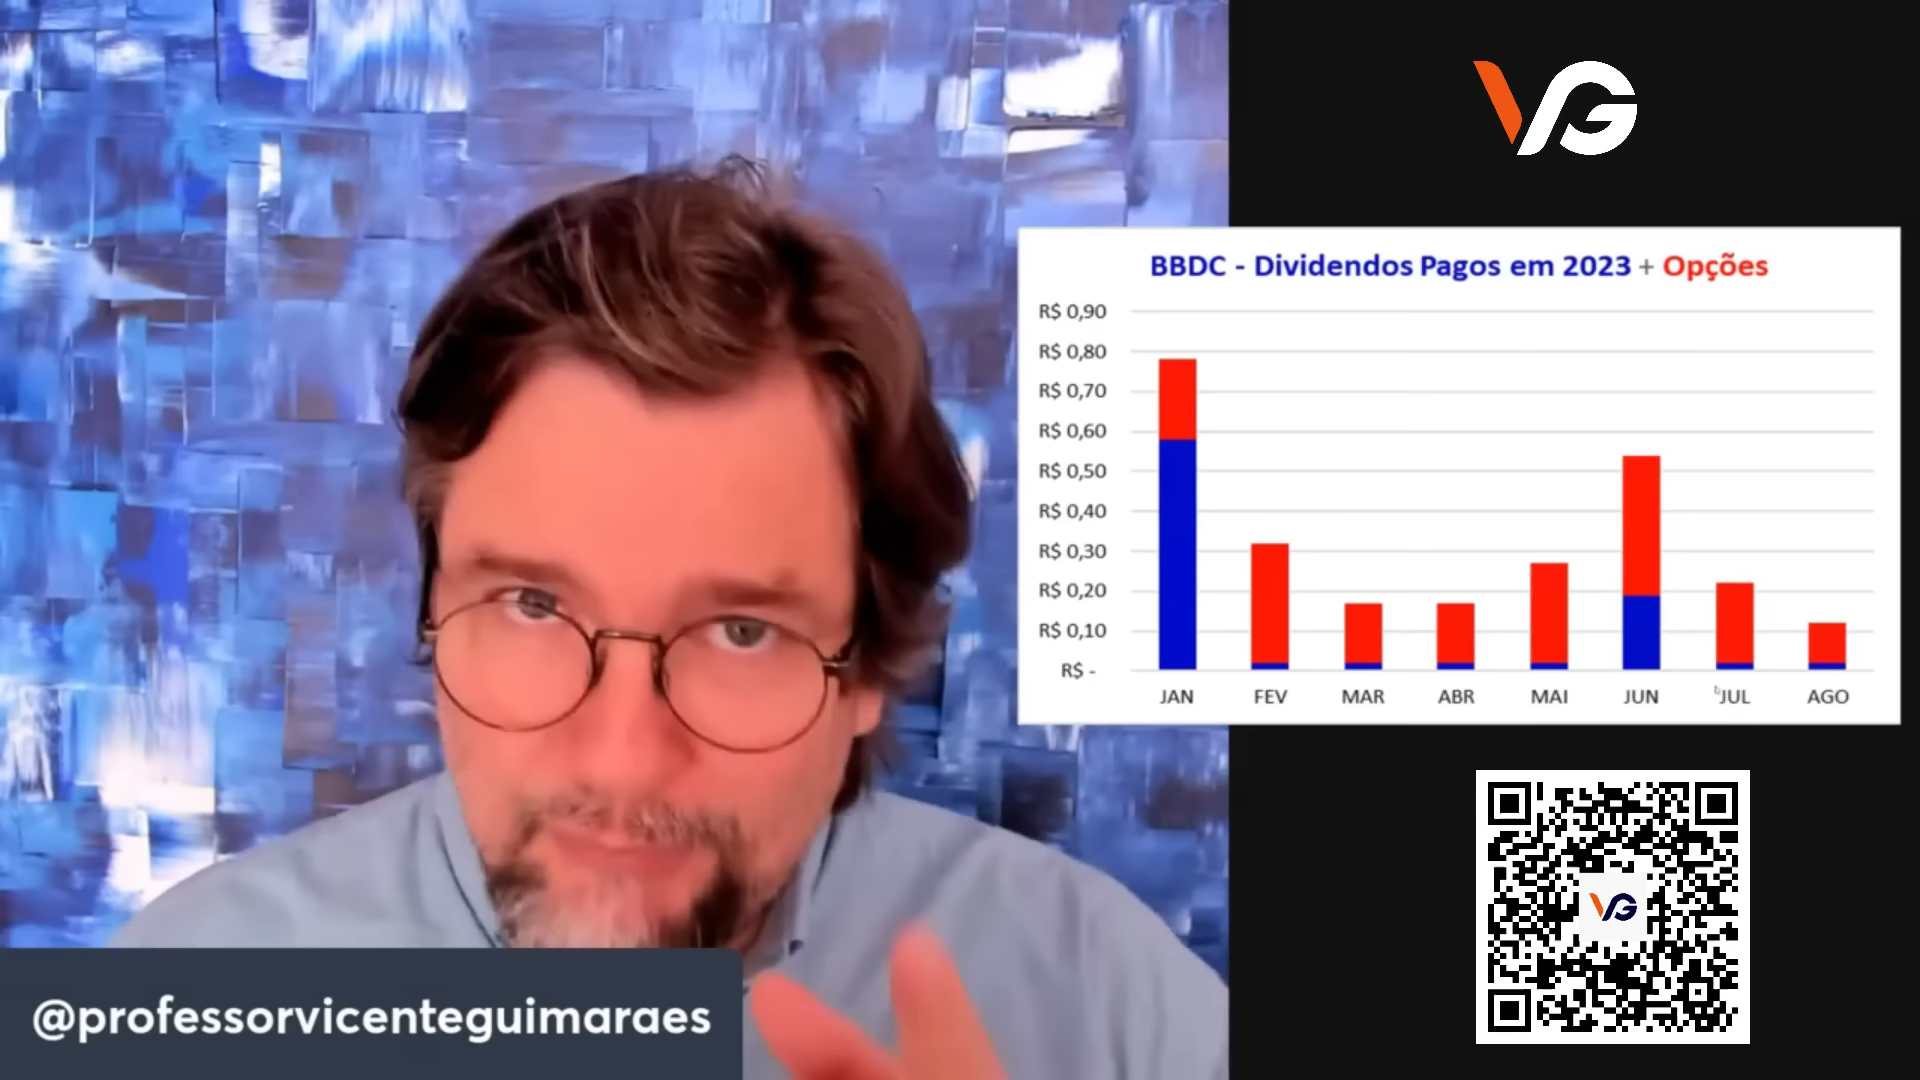 VG
BBDC - Dividendos Pagos em 2023 + Opções
R$ 0,90
R$ 0,80
R$ 0,70
R$ 0,60
R$ 0,50
R$ 0,40
R$ 0,30
R$ 0,20
R$ 0,10
R$ -
JAN FEV MAR ABR MAI JUN JUL AGO
VG
@professorvicenteguimaraes